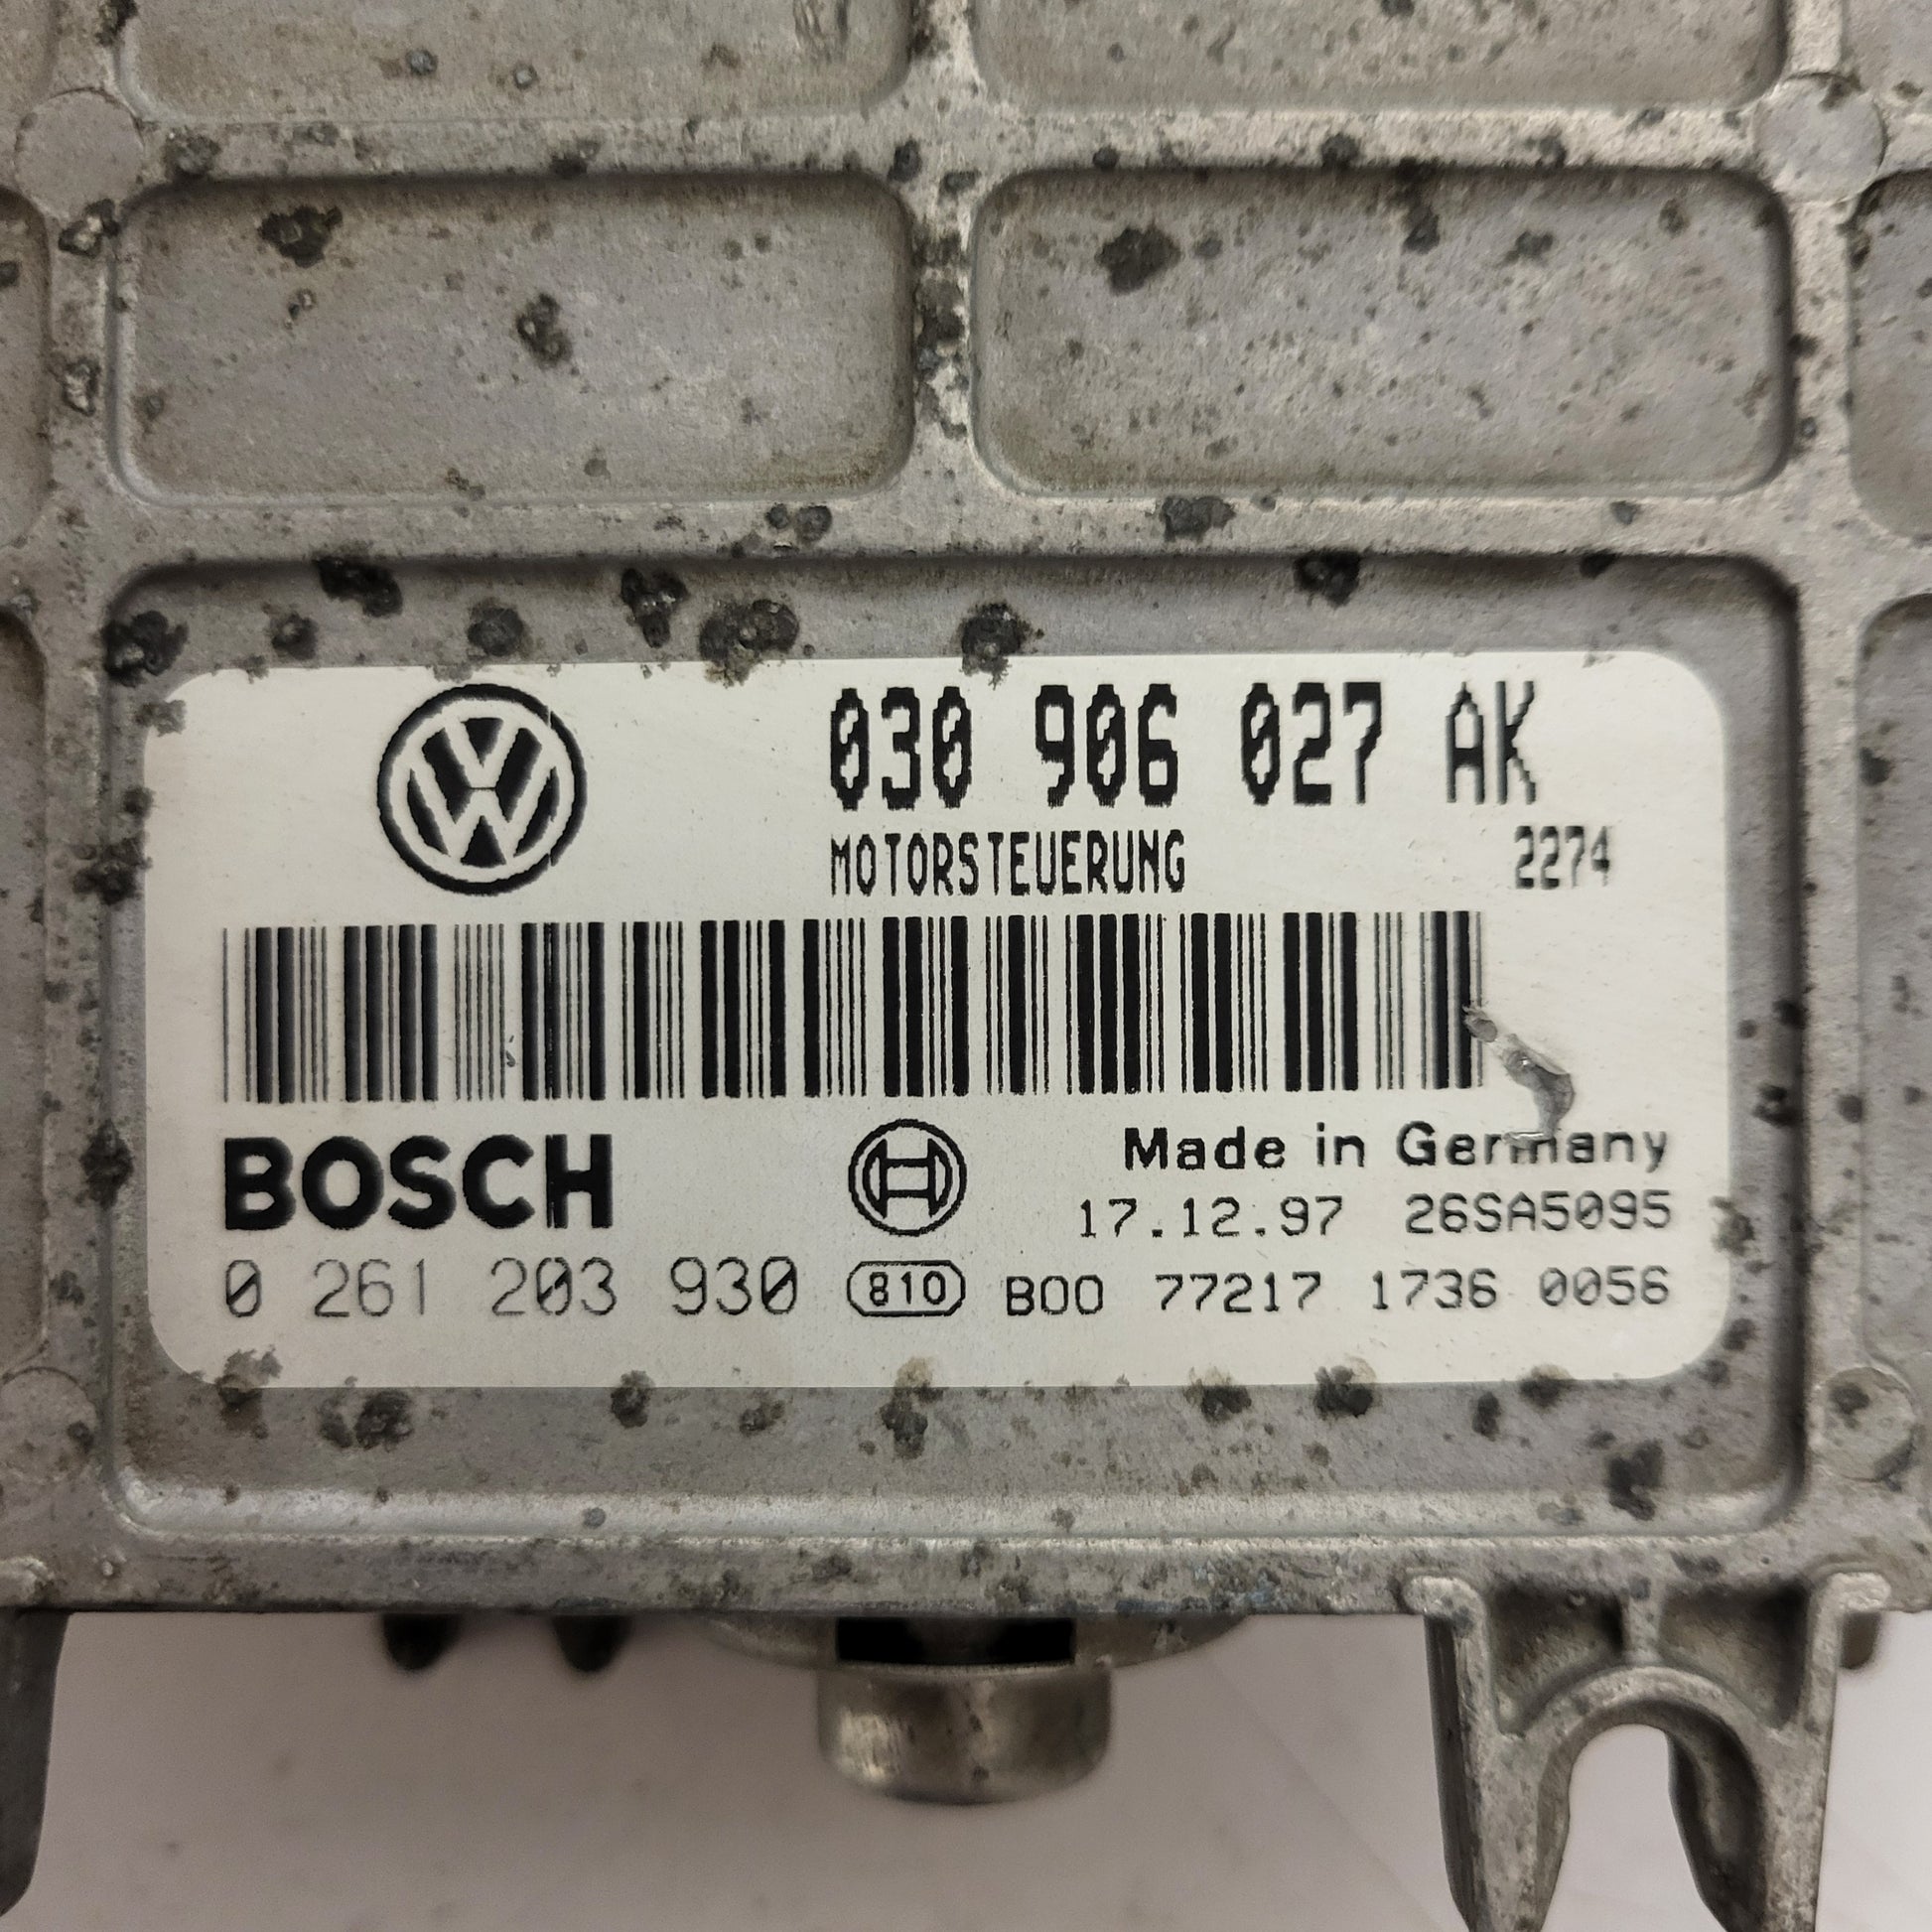 030 906 027 AK
MOTORSTEUERUNG 2274
BOSCH
Made in Germany
17.12.97 26SA5095
0 261 203 930 810 B00 77217 1736 0056